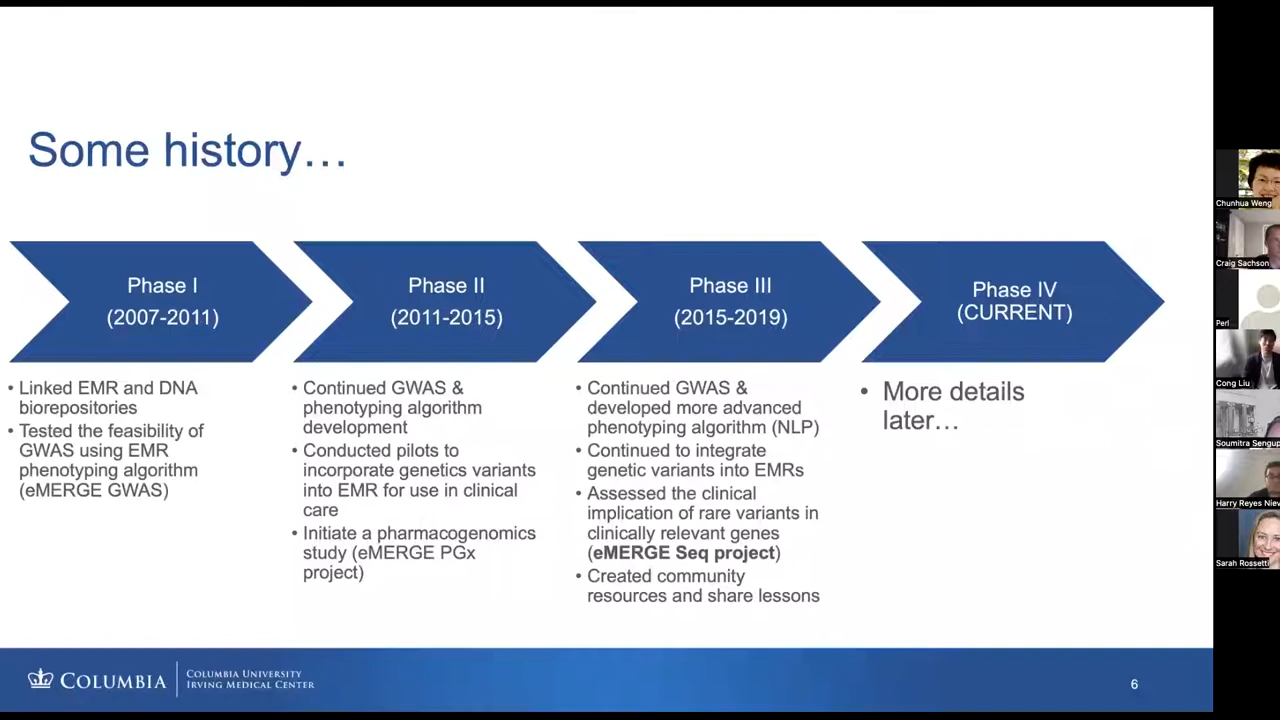 Some history…
Phase I
(2007-2011)
• Linked EMR and DNA
biorepositories
• Tested the feasibility of
GWAS using EMR
phenotyping algorithm
(eMERGE GWAS)
Phase II
(2011-2015)
• Continued GWAS &
phenotyping algorithm
development
• Conducted pilots to
incorporate genetics variants
into EMR for use in clinical
care
• Initiate a pharmacogenomics
study (eMERGE PGx
project)
Phase III
(2015-2019)
• Continued GWAS &
developed more advanced
phenotyping algorithm (NLP)
• Continued to integrate
genetic variants into EMRs
• Assessed the clinical
implication of rare variants in
clinically relevant genes
(eMERGE Seq project)
• Created community
resources and share lessons
Phase IV
(CURRENT)
• More details
later…
COLUMBIA
COLUMBIA UNIVERSITY
IRVING MEDICAL CENTER
6
Chunhua Weng
Craig Sachson
Perl
Cong Liu
Soumitra Sengup
Harry Reyes Niev
Sarah Rossetti